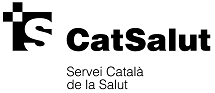 CatSalut
Servei Català
de la Salut